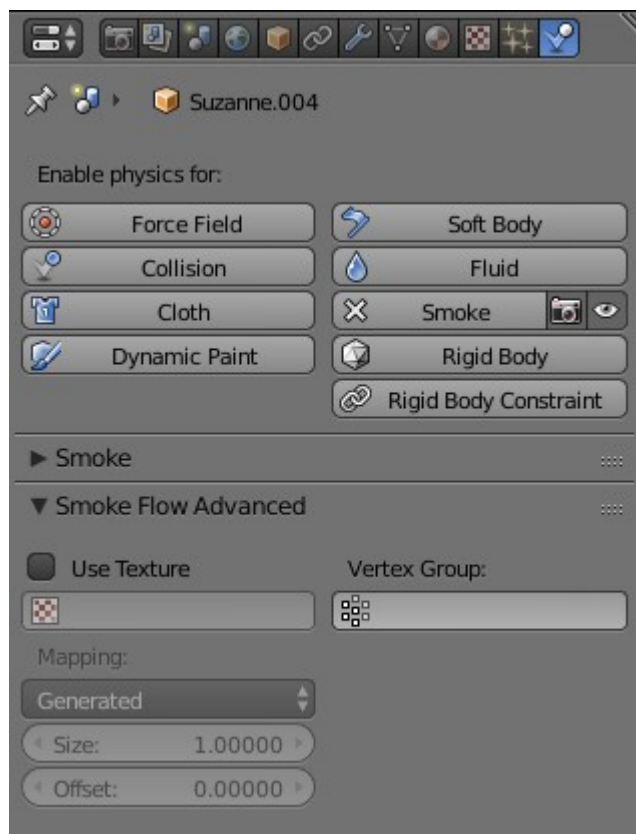 Suzanne.004
Enable physics for:
Force Field
Soft Body
Collision
Fluid
Cloth
Smoke
Dynamic Paint
Rigid Body
Rigid Body Constraint
Smoke
Smoke Flow Advanced
Use Texture
Vertex Group:
Mapping:
Generated
Size: 1.00000
Offset: 0.00000